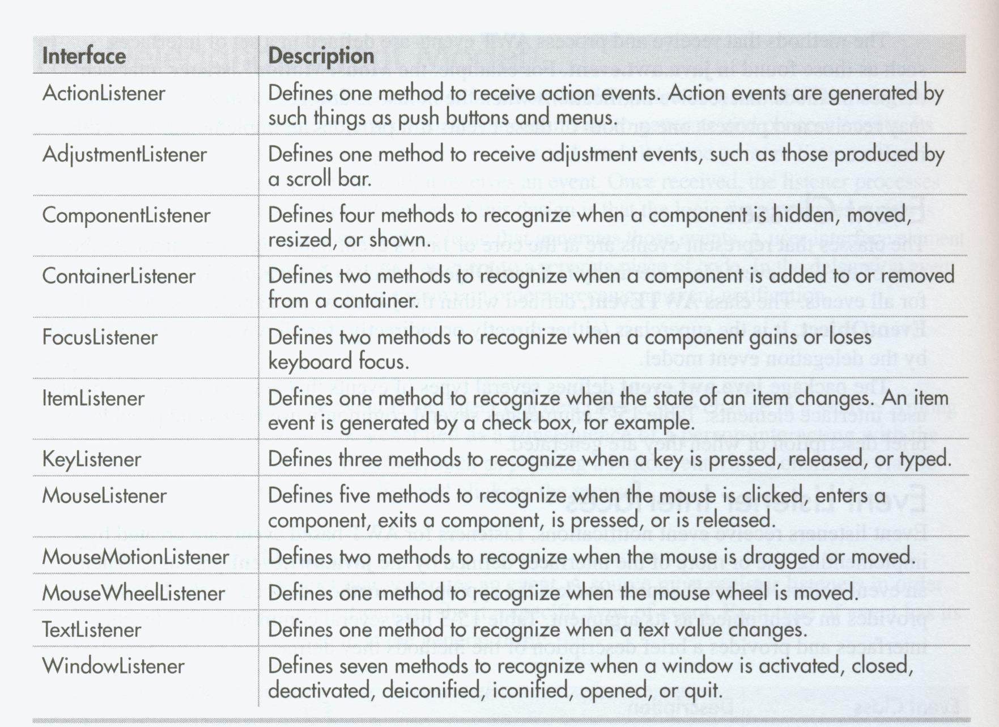 Interface Description
ActionListener Defines one method to receive action events. Action events are generated by
such things as push buttons and menus.
AdjustmentListener Defines one method to receive adjustment events, such as those produced by
a scroll bar.
ComponentListener Defines four methods to recognize when a component is hidden, moved,
resized, or shown.
ContainerListener Defines two methods to recognize when a component is added to or removed
from a container.
FocusListener Defines two methods to recognize when a component gains or loses
keyboard focus.
ItemListener Defines one method to recognize when the state of an item changes. An item
event is generated by a check box, for example.
KeyListener Defines three methods to recognize when a key is pressed, released, or typed.
MouseListener Defines five methods to recognize when the mouse is clicked, enters a
component, exits a component, is pressed, or is released.
MouseMotionListener Defines two methods to recognize when the mouse is dragged or moved.
MouseWheelListener Defines one method to recognize when the mouse wheel is moved.
TextListener Defines one method to recognize when a text value changes.
WindowListener Defines seven methods to recognize when a window is activated, closed,
deactivated, deiconified, iconified, opened, or quit.